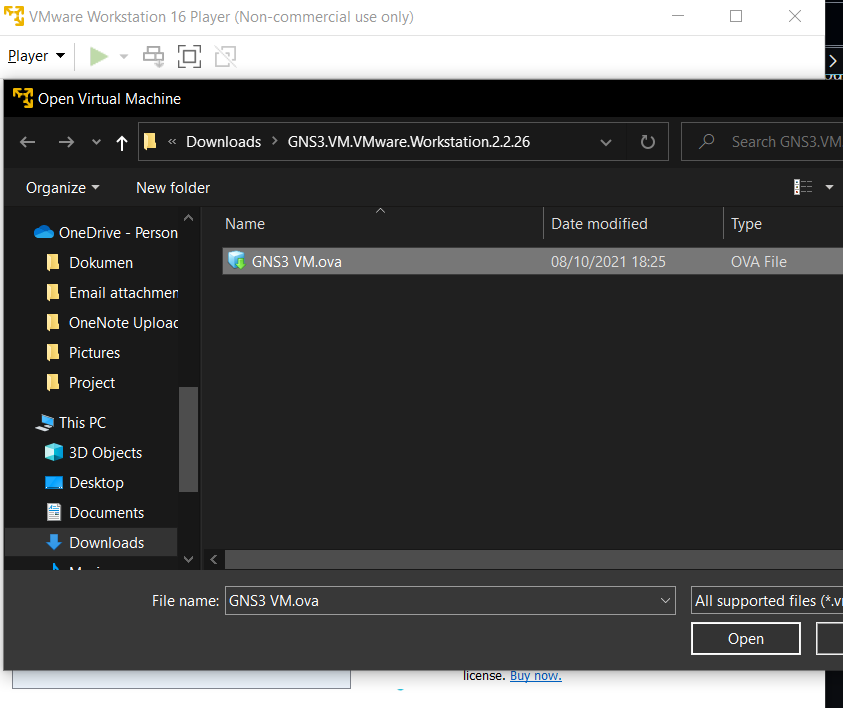 VMware Workstation 16 Player (Non-commercial use only)
Player
Open Virtual Machine
« Downloads > GNS3.VM.VMware.Workstation.2.2.26
Search GNS3.VM
Organize
New folder
Name
Date modified
Type
OneDrive - Person
GNS3 VM.ova
08/10/2021 18:25
OVA File
Dokumen
Email attachmen
OneNote Uploac
Pictures
Project
This PC
3D Objects
Desktop
Documents
Downloads
File name:
GNS3 VM.ova
All supported files (*.v
Open
license. Buy now.